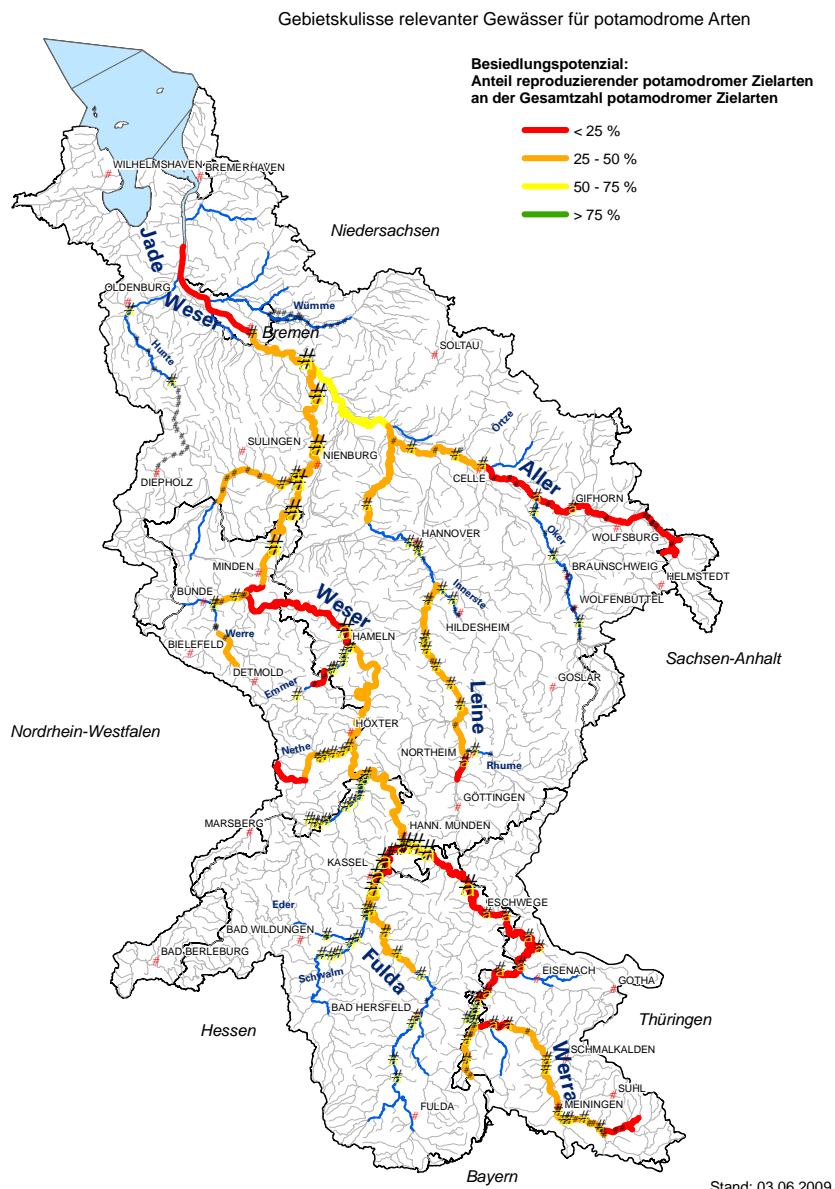 Gebietskulisse relevanter Gewässer für potamodrome Arten
Besiedlungspotenzial:
Anteil reproduzierender potamodromer Zielarten
an der Gesamtzahl potamodromer Zielarten
< 25 %
25 - 50 %
50 - 75 %
> 75 %
WILHELMSHAVEN
BREMERHAVEN
Niedersachsen
Jade
OLDENBURG
Weser
Wümme
Bremen
SOLTAU
Hunte
Örtze
SULINGEN
NIENBURG
DIEPHOLZ
CELLE
Aller
GIFHORN
WOLFSBURG
HANNOVER
Oker
MINDEN
BRAUNSCHWEIG
HELMSTEDT
BÜNDE
Weser
Innerste
WOLFENBÜTTEL
HILDESHEIM
Werre
HAMELN
BIELEFELD
Sachsen-Anhalt
DETMOLD
Emmer
GOSLAR
Leine
Nordrhein-Westfalen
HÖXTER
Nethe
NORTHEIM
Rhume
GÖTTINGEN
MARSBERG
HANN. MÜNDEN
KASSEL
ESCHWEGE
Eder
BAD WILDUNGEN
BAD BERLEBURG
Fulda
Schwalm
EISENACH
GOTHA
BAD HERSFELD
Hessen
Thüringen
Werra
SCHMALKALDEN
SUHL
MEININGEN
FULDA
Bayern
Stand: 03.06.2009